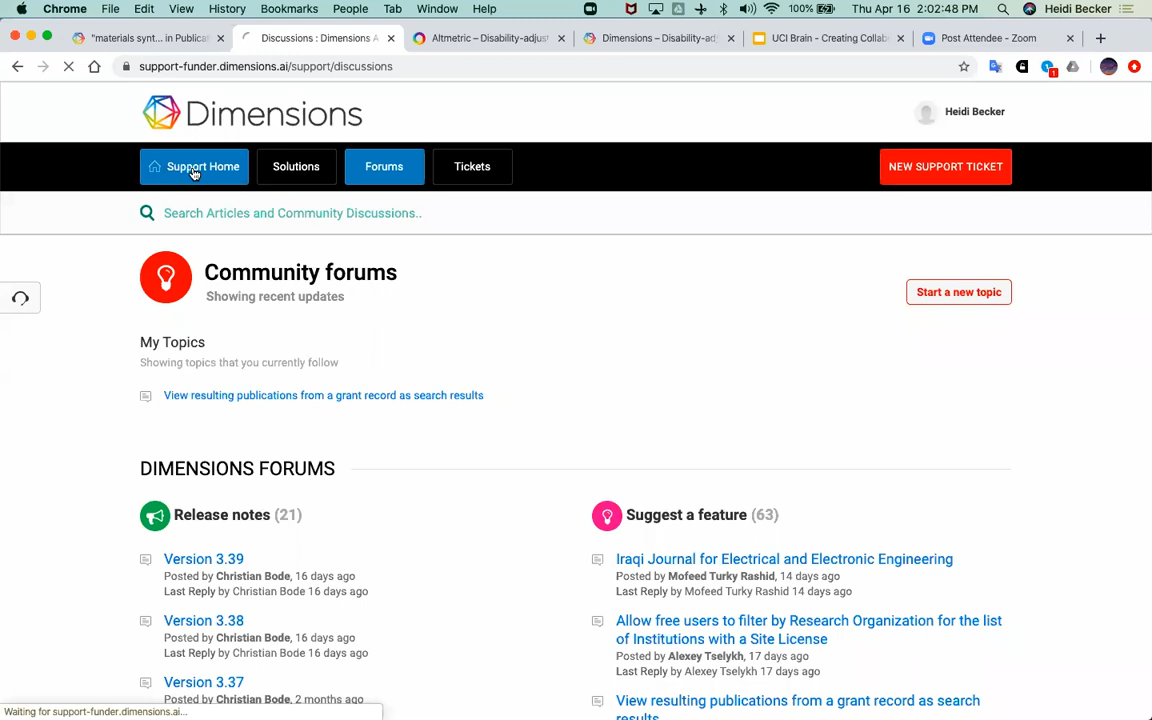 Chrome File Edit View History Bookmarks People Tab Window Help 100% Thu Apr 16 2:02:48 PM Heidi Becker
"materials synt... in Publicat Discussions : Dimensions A Altmetric – Disability-adjust Dimensions – Disability-adj UCI Brain - Creating Collab Post Attendee - Zoom
support-funder.dimensions.ai/support/discussions
1
Dimensions
Heidi Becker
Support Home Solutions Forums Tickets NEW SUPPORT TICKET
Search Articles and Community Discussions..
Community forums
Showing recent updates
Start a new topic
My Topics
Showing topics that you currently follow
View resulting publications from a grant record as search results
DIMENSIONS FORUMS
Release notes (21)
Version 3.39
Posted by Christian Bode, 16 days ago
Last Reply by Christian Bode 16 days ago
Version 3.38
Posted by Christian Bode, 16 days ago
Last Reply by Christian Bode 16 days ago
Version 3.37
Posted by Christian Bode, 2 months ago
Suggest a feature (63)
Iraqi Journal for Electrical and Electronic Engineering
Posted by Mofeed Turky Rashid, 14 days ago
Last Reply by Mofeed Turky Rashid 14 days ago
Allow free users to filter by Research Organization for the list
of Institutions with a Site License
Posted by Alexey Tselykh, 17 days ago
Last Reply by Alexey Tselykh 17 days ago
View resulting publications from a grant record as search
results
Waiting for support-funder.dimensions.ai...